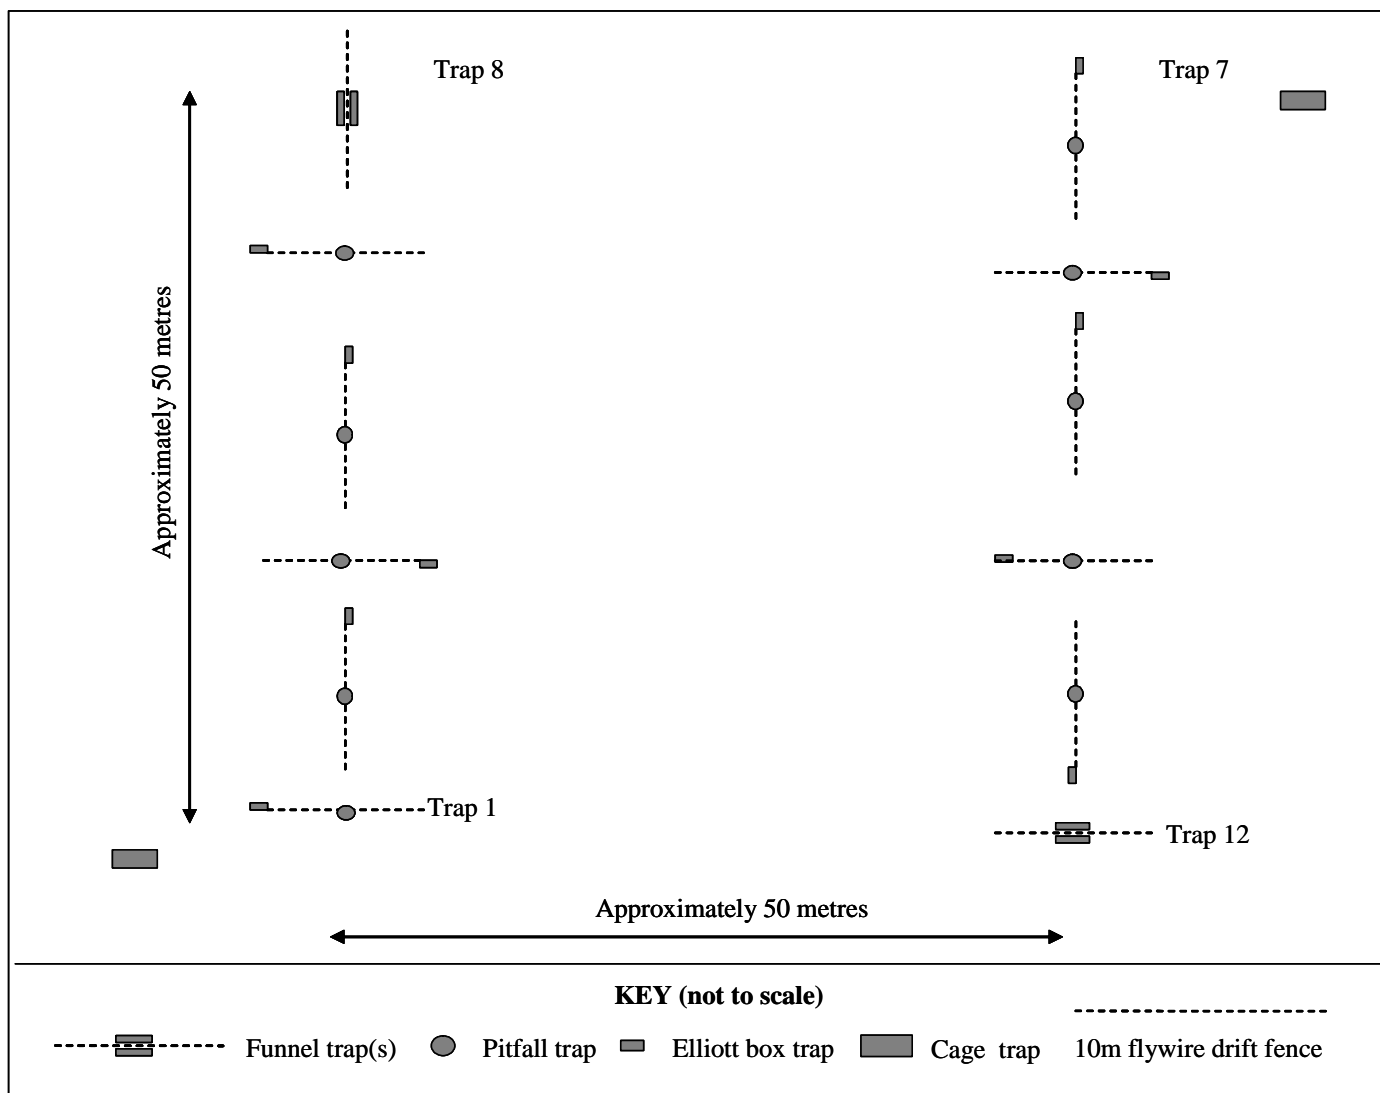 Trap 8
Trap 7
Approximately 50 metres
Trap 1
Trap 12
Approximately 50 metres
KEY (not to scale)
Funnel trap(s)
Pitfall trap
Elliott box trap
Cage trap
10m flywire drift fence